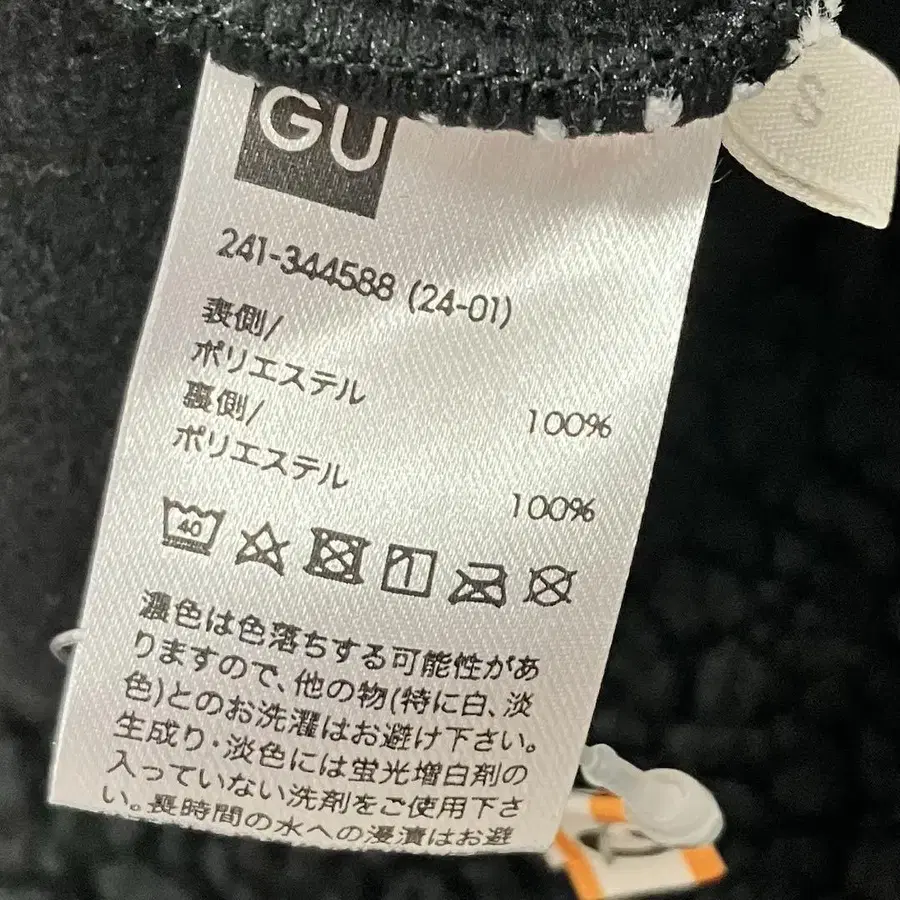 GU
S
241-344588 (24-01)
表側/
ポリエステル 100%
裏側/
ポリエステル 100%
40
濃色は色落ちする可能性があ
りますので、他の物(特に白、淡
色)とのお洗濯はお避け下さい。
生成り・淡色には蛍光増白剤の
入っていない洗剤をご使用下さ
い。長時間の水への浸漬はお避